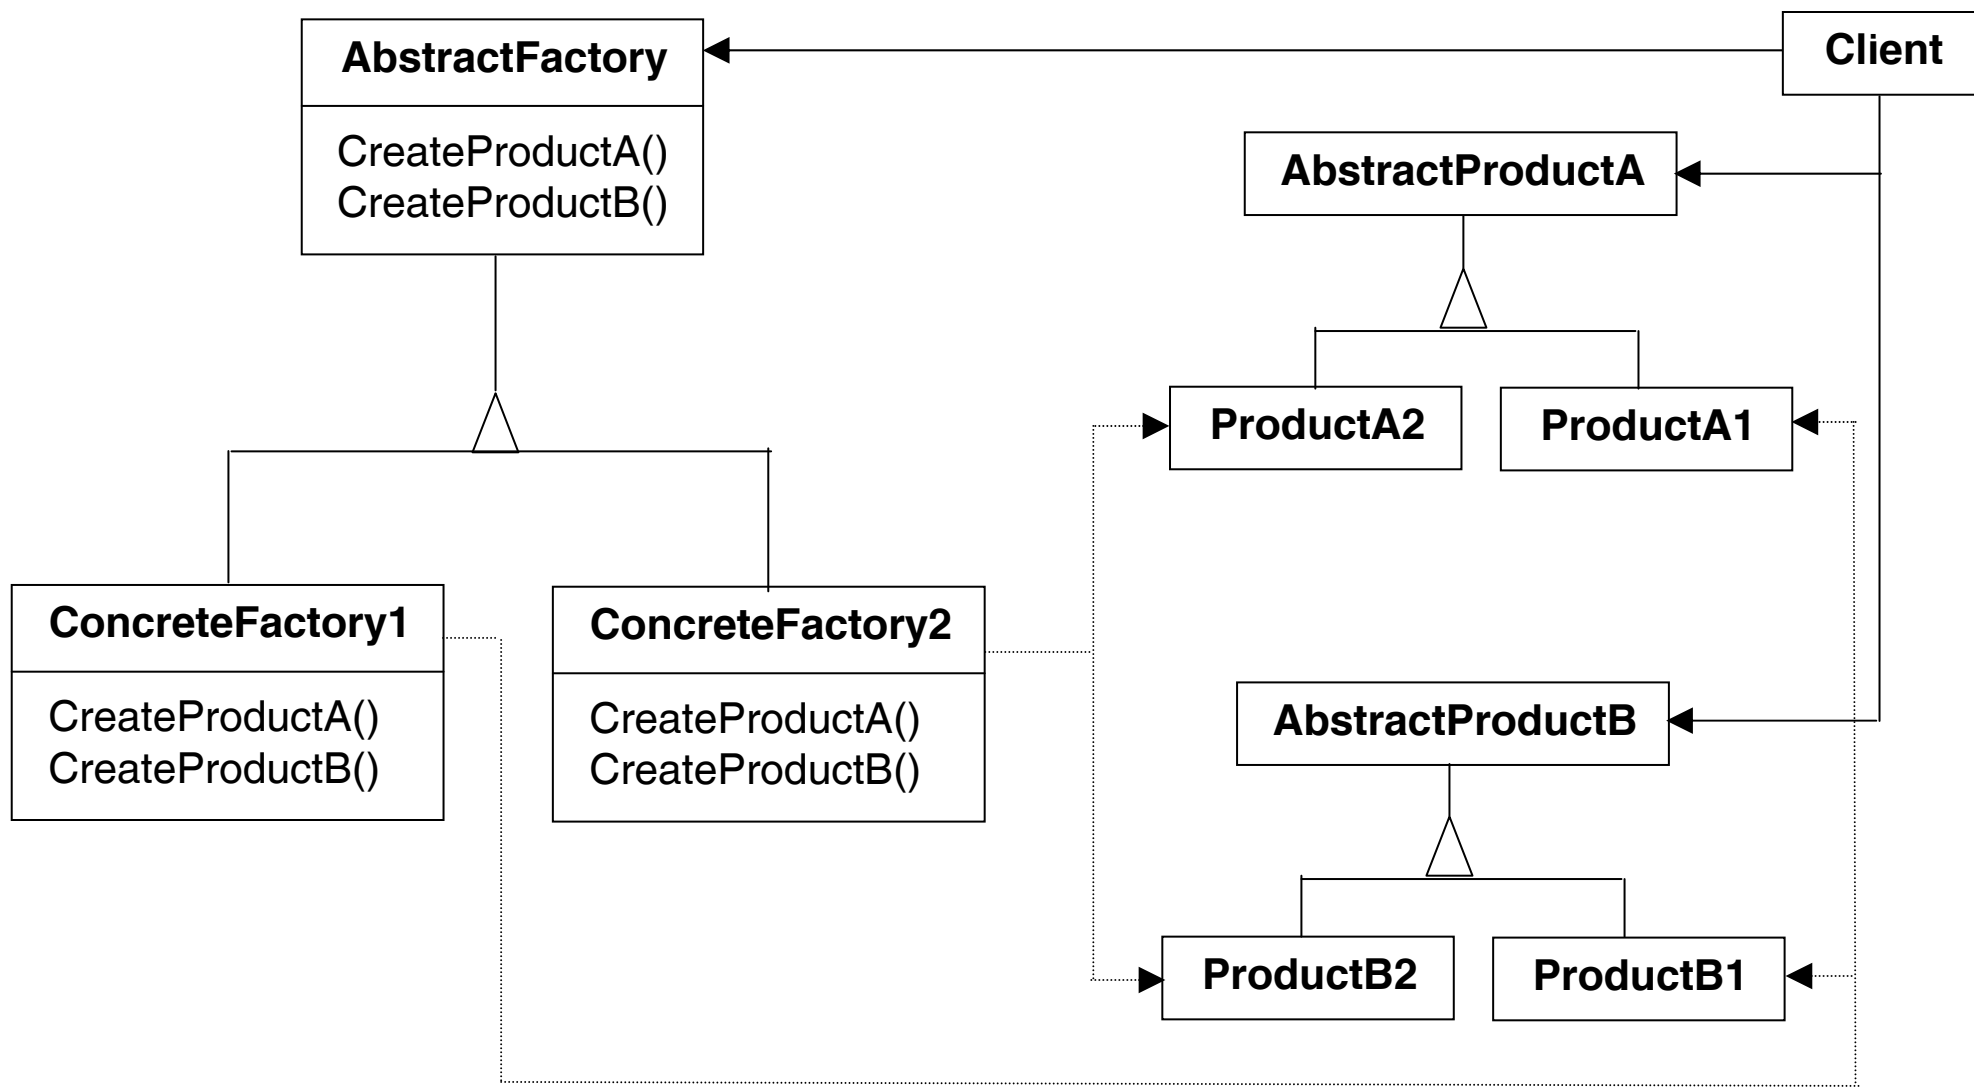 AbstractFactory
CreateProductA()
CreateProductB()
Client
AbstractProductA
ProductA2
ProductA1
ConcreteFactory1
CreateProductA()
CreateProductB()
ConcreteFactory2
CreateProductA()
CreateProductB()
AbstractProductB
ProductB2
ProductB1